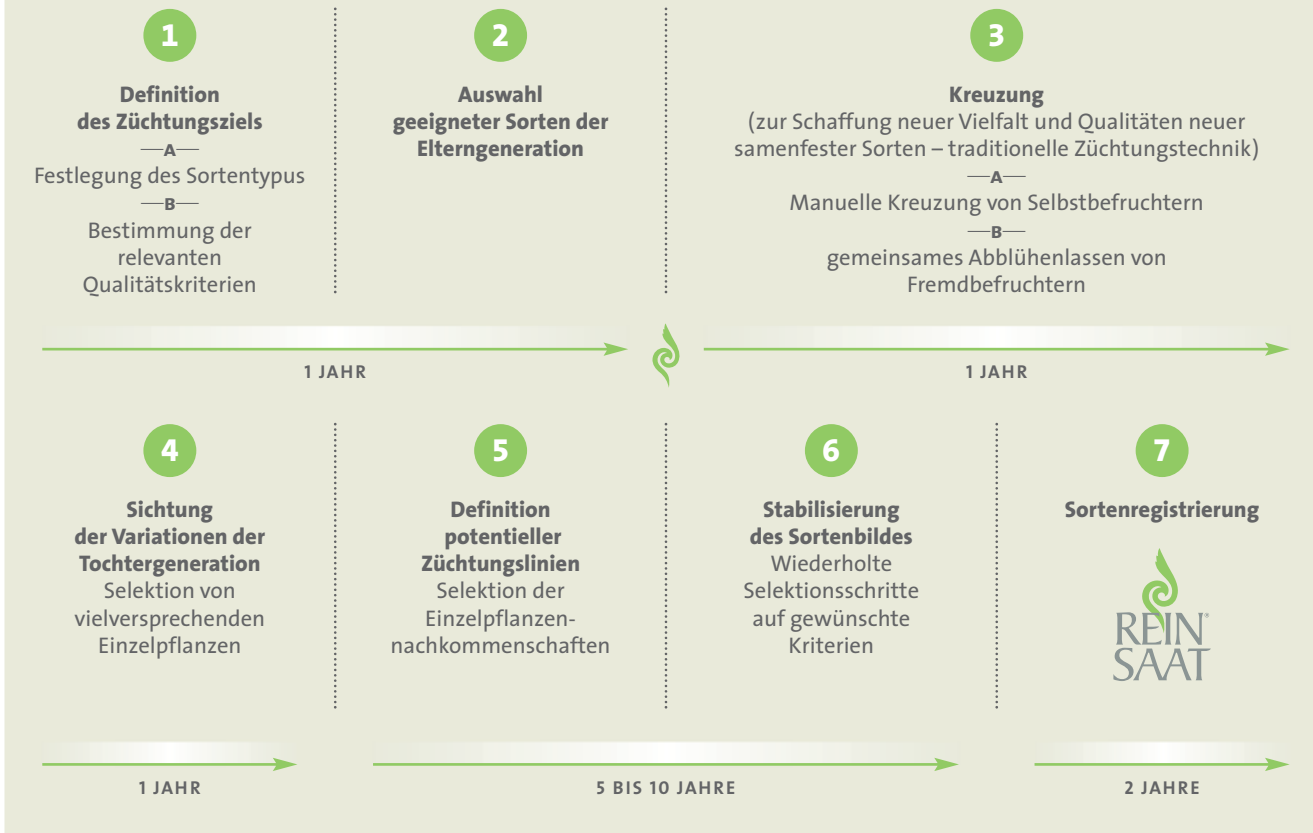 1
Definition
des Züchtungsziels
—A—
Festlegung des Sortentypus
—B—
Bestimmung der
relevanten
Qualitätskriterien
2
Auswahl
geeigneter Sorten der
Elterngeneration
3
Kreuzung
(zur Schaffung neuer Vielfalt und Qualitäten neuer
samenfester Sorten – traditionelle Züchtungstechnik)
—A—
Manuelle Kreuzung von Selbstbefruchtern
—B—
gemeinsames Abblühenlassen von
Fremdbefruchtern
1 JAHR
1 JAHR
4
Sichtung
der Variationen der
Tochtergeneration
Selektion von
vielversprechenden
Einzelpflanzen
5
Definition
potentieller
Züchtungslinien
Selektion der
Einzelpflanzen-
nachkommenschaften
6
Stabilisierung
des Sortenbildes
Wiederholte
Selektionsschritte
auf gewünschte
Kriterien
7
Sortenregistrierung
REIN®
SAAT
1 JAHR
5 BIS 10 JAHRE
2 JAHRE